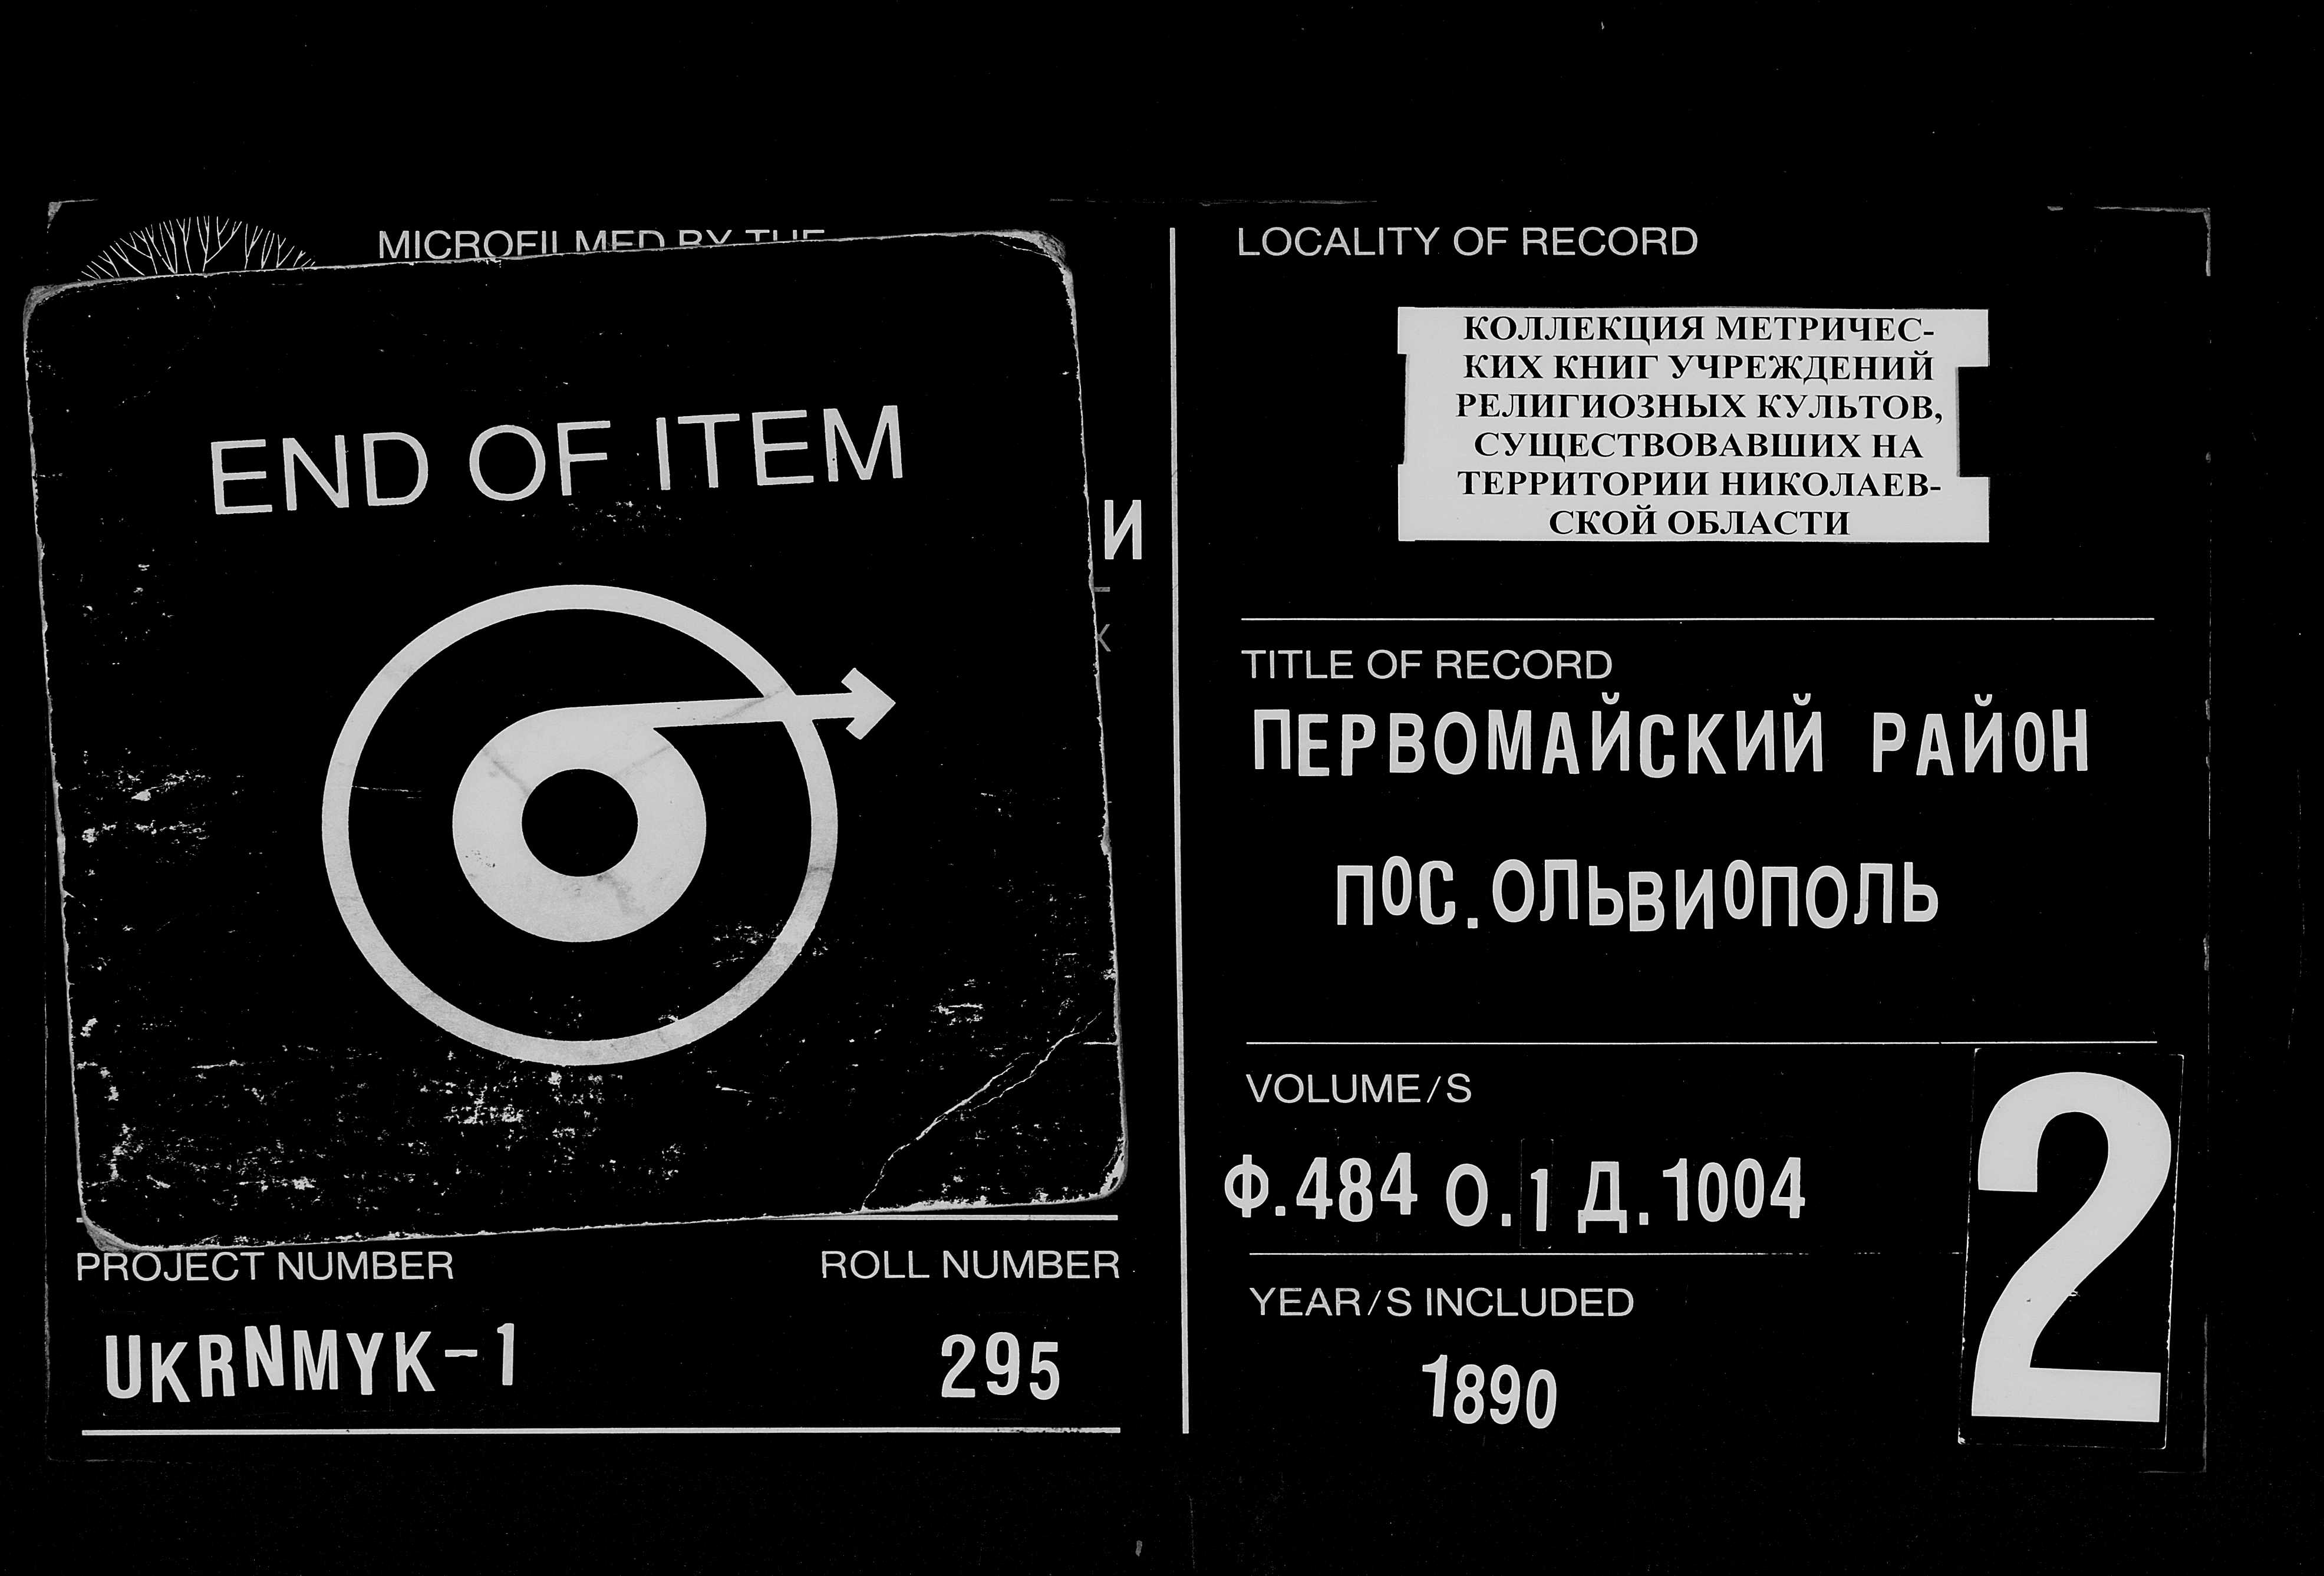 MICROFILMED BY THE
END OF ITEM
И
PROJECT NUMBER
ROLL NUMBER
UKRNMYK-1
295
LOCALITY OF RECORD
КОЛЛЕКЦИЯ МЕТРИЧЕС-
КИХ КНИГ УЧРЕЖДЕНИЙ
РЕЛИГИОЗНЫХ КУЛЬТОВ,
СУЩЕСТВОВАВШИХ НА
ТЕРРИТОРИИ НИКОЛАЕВ-
СКОЙ ОБЛАСТИ
TITLE OF RECORD
ПЕРВОМАЙСКИЙ РАЙОН
ПОС. ОЛЬВИОПОЛЬ
VOLUME/S
Ф.484 О.1 Д.1004
YEAR/S INCLUDED
1890
2